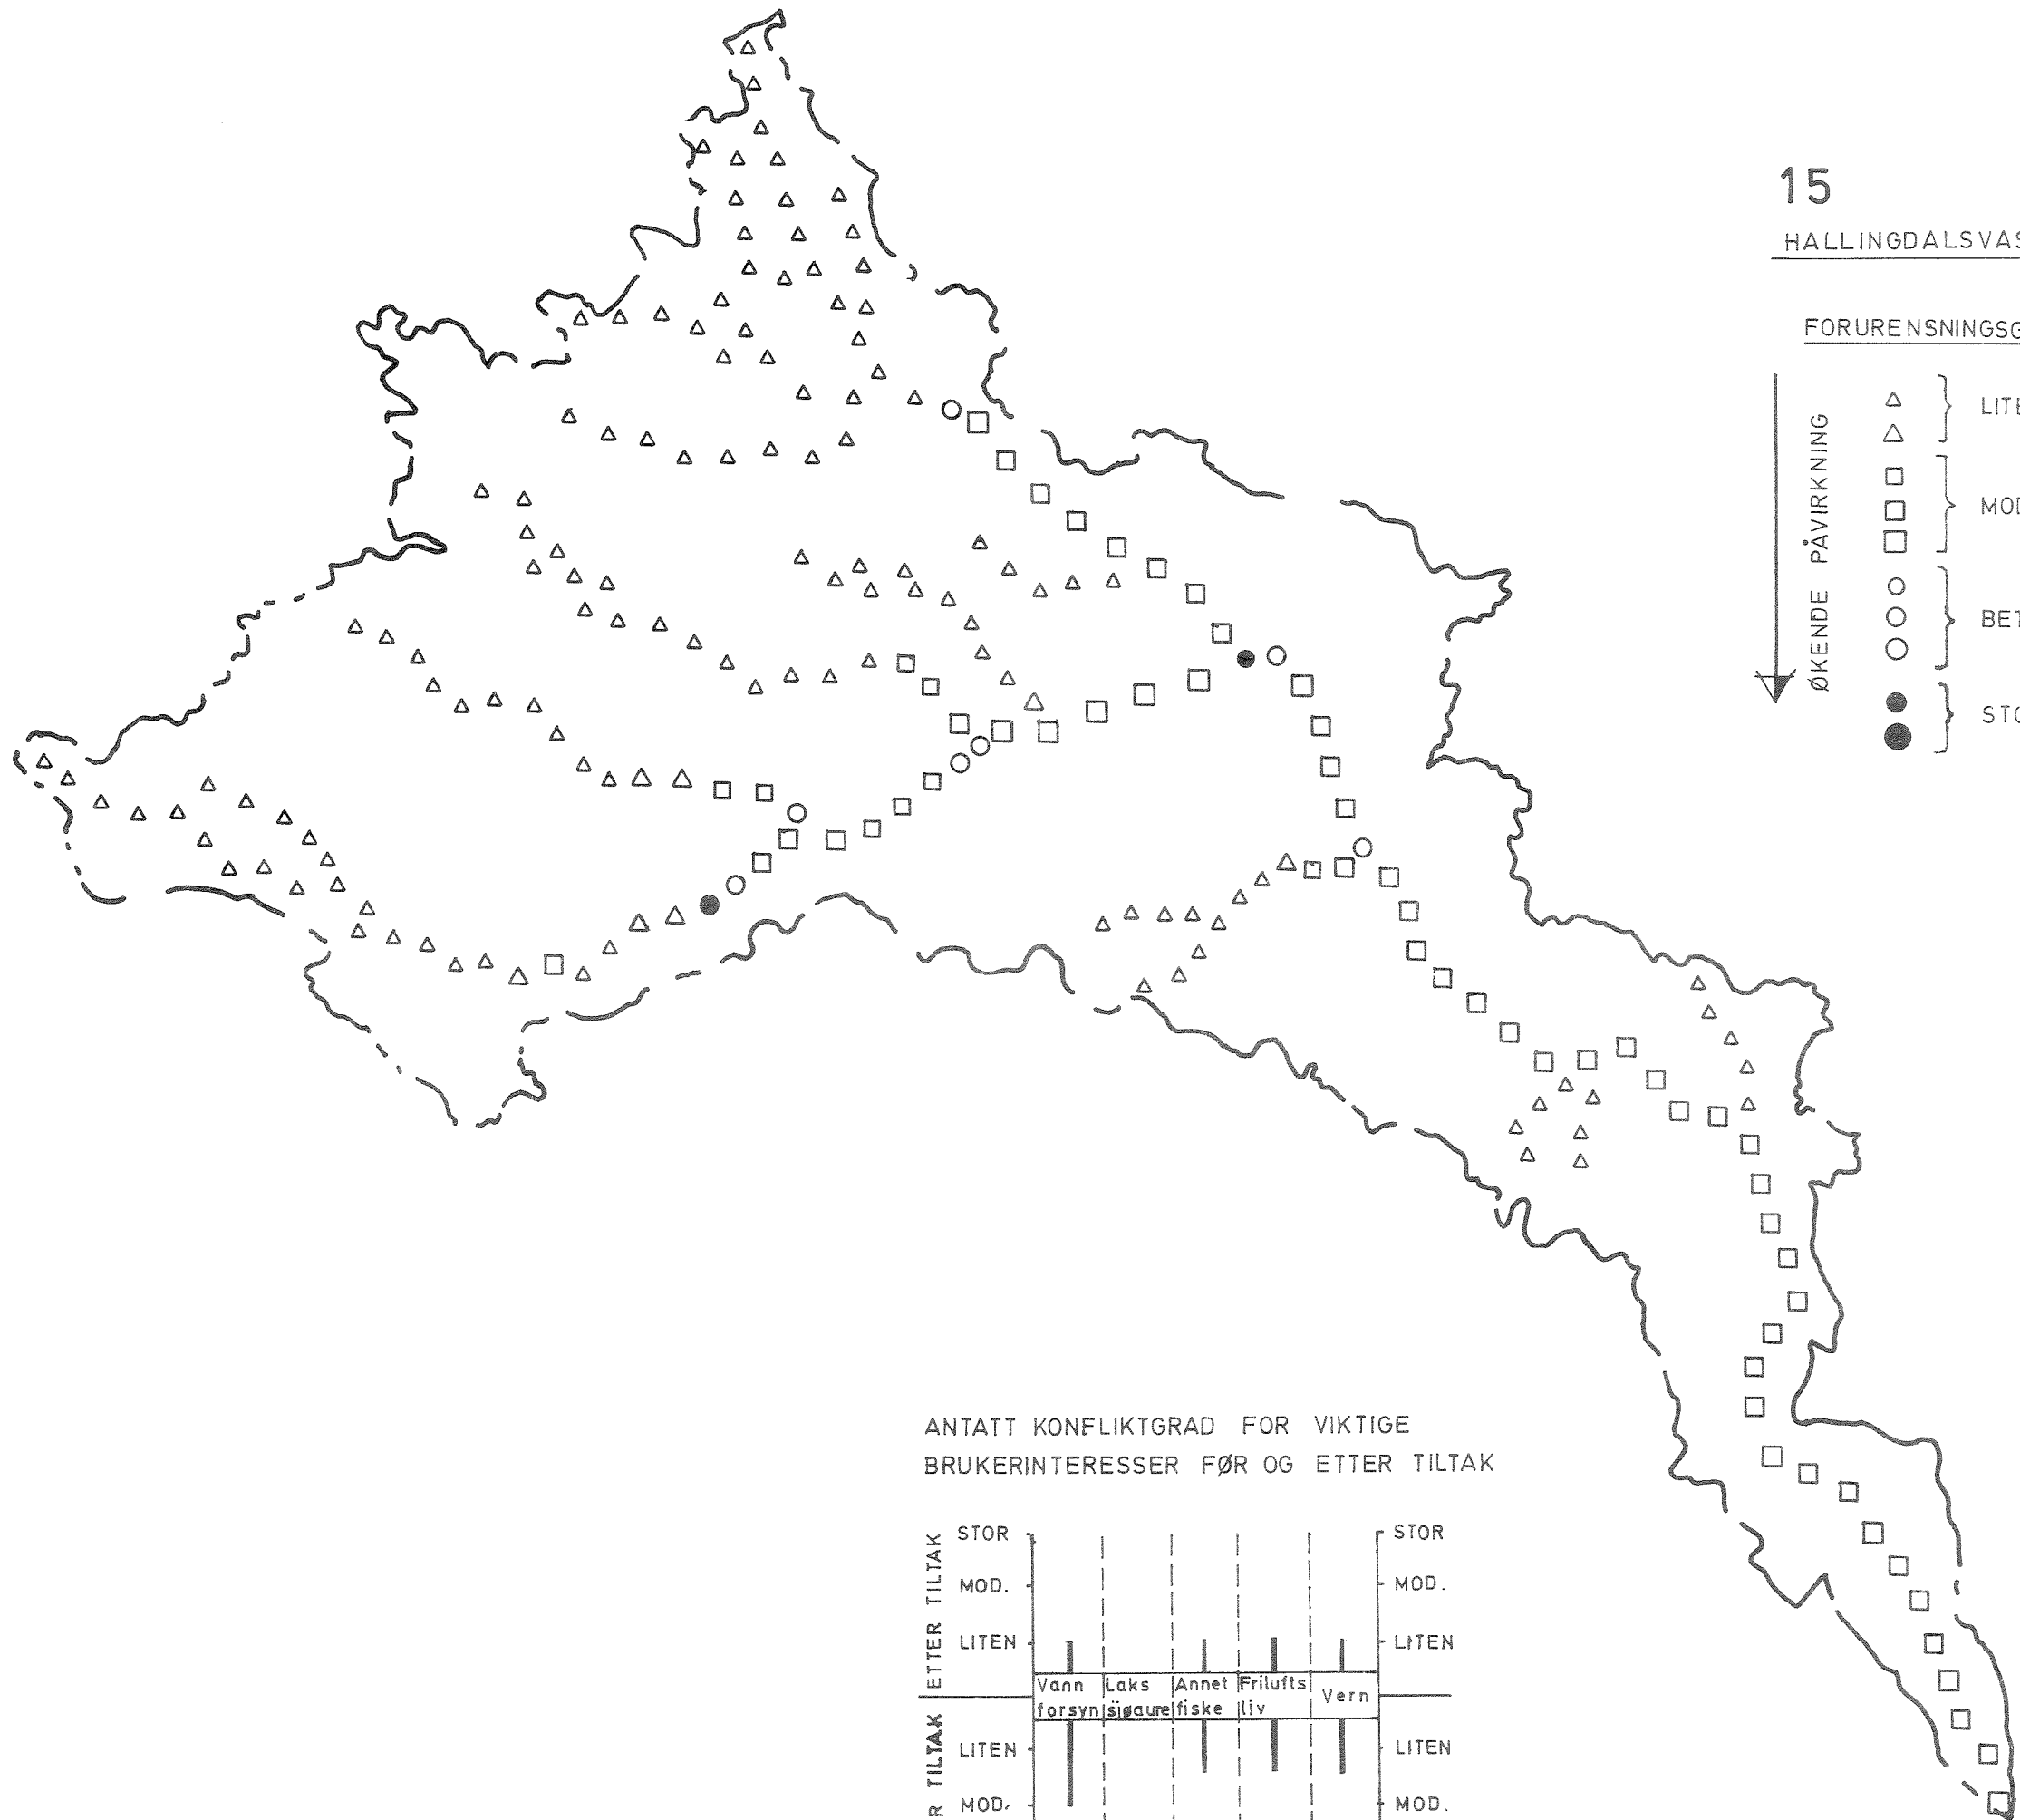 15
HALLINGDALSVAS
FORURENSNINGSG
ØKENDE PÅVIRKNING
LITE
MOD
BET
STO
ANTATT KONFLIKTGRAD FOR VIKTIGE
BRUKERINTERESSER FØR OG ETTER TILTAK
ETTER TILTAK
STOR
STOR
MOD.
MOD.
LITEN
LITEN
Vann Laks Annet Frilufts Vern
forsyn sjøaure fiske liv
R TILTAK
LITEN
LITEN
MOD.
MOD.